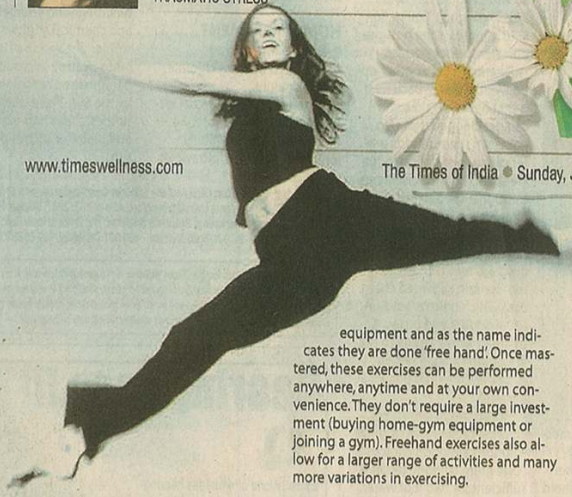 TRAUMATIC STRESS
www.timeswellness.com
The Times of India ● Sunday,
equipment and as the name indi-
cates they are done 'free hand'. Once mas-
tered, these exercises can be performed
anywhere, anytime and at your own con-
venience. They don't require a large invest-
ment (buying home-gym equipment or
joining a gym). Freehand exercises also al-
low for a larger range of activities and many
more variations in exercising.